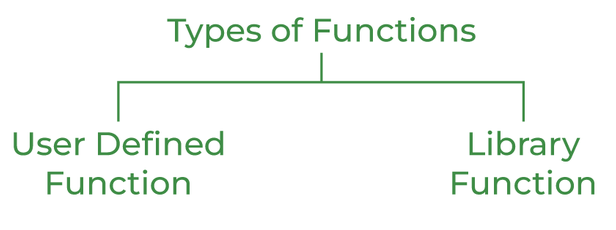 Types of Functions
User Defined
Function
Library
Function